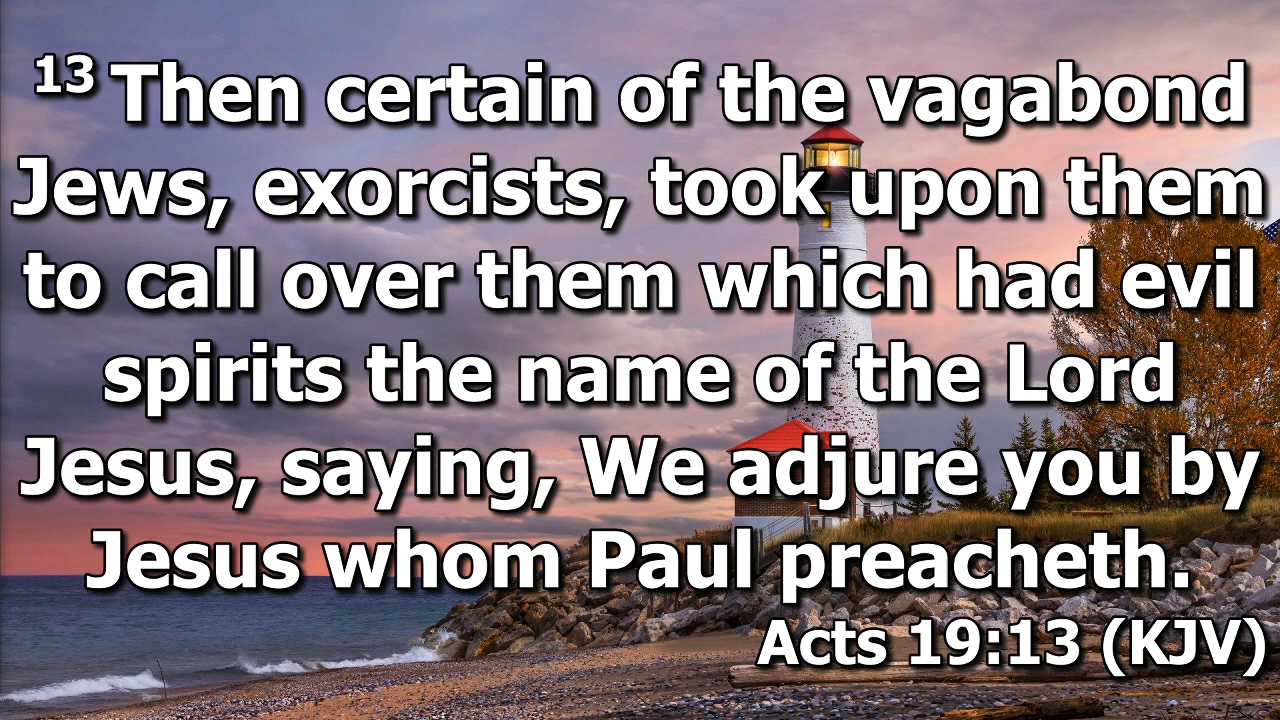 13 Then certain of the vagabond
Jews, exorcists, took upon them
to call over them which had evil
spirits the name of the Lord
Jesus, saying, We adjure you by
Jesus whom Paul preacheth.
Acts 19:13 (KJV)